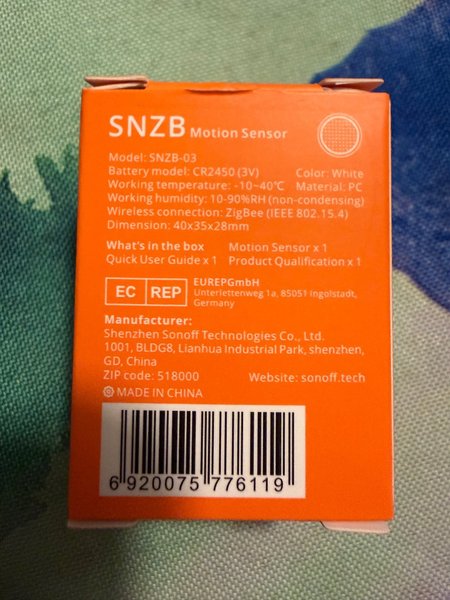 SNZB Motion Sensor
Model: SNZB-03
Battery model: CR2450 (3V) Color: White
Working temperature: -10~40℃ Material: PC
Working humidity: 10-90%RH (non-condensing)
Wireless connection: ZigBee (IEEE 802.15.4)
Dimension: 40x35x28mm
What's in the box Motion Sensor x 1
Quick User Guide x 1 Product Qualification x 1
EC REP EUREPGmbH
Unterlettenweg 1a, 85051 Ingolstadt,
Germany
Manufacturer:
Shenzhen Sonoff Technologies Co., Ltd.
1001, BLDG8, Lianhua Industrial Park, shenzhen,
GD, China
ZIP code: 518000 Website: sonoff.tech
MADE IN CHINA
6 920075 776119